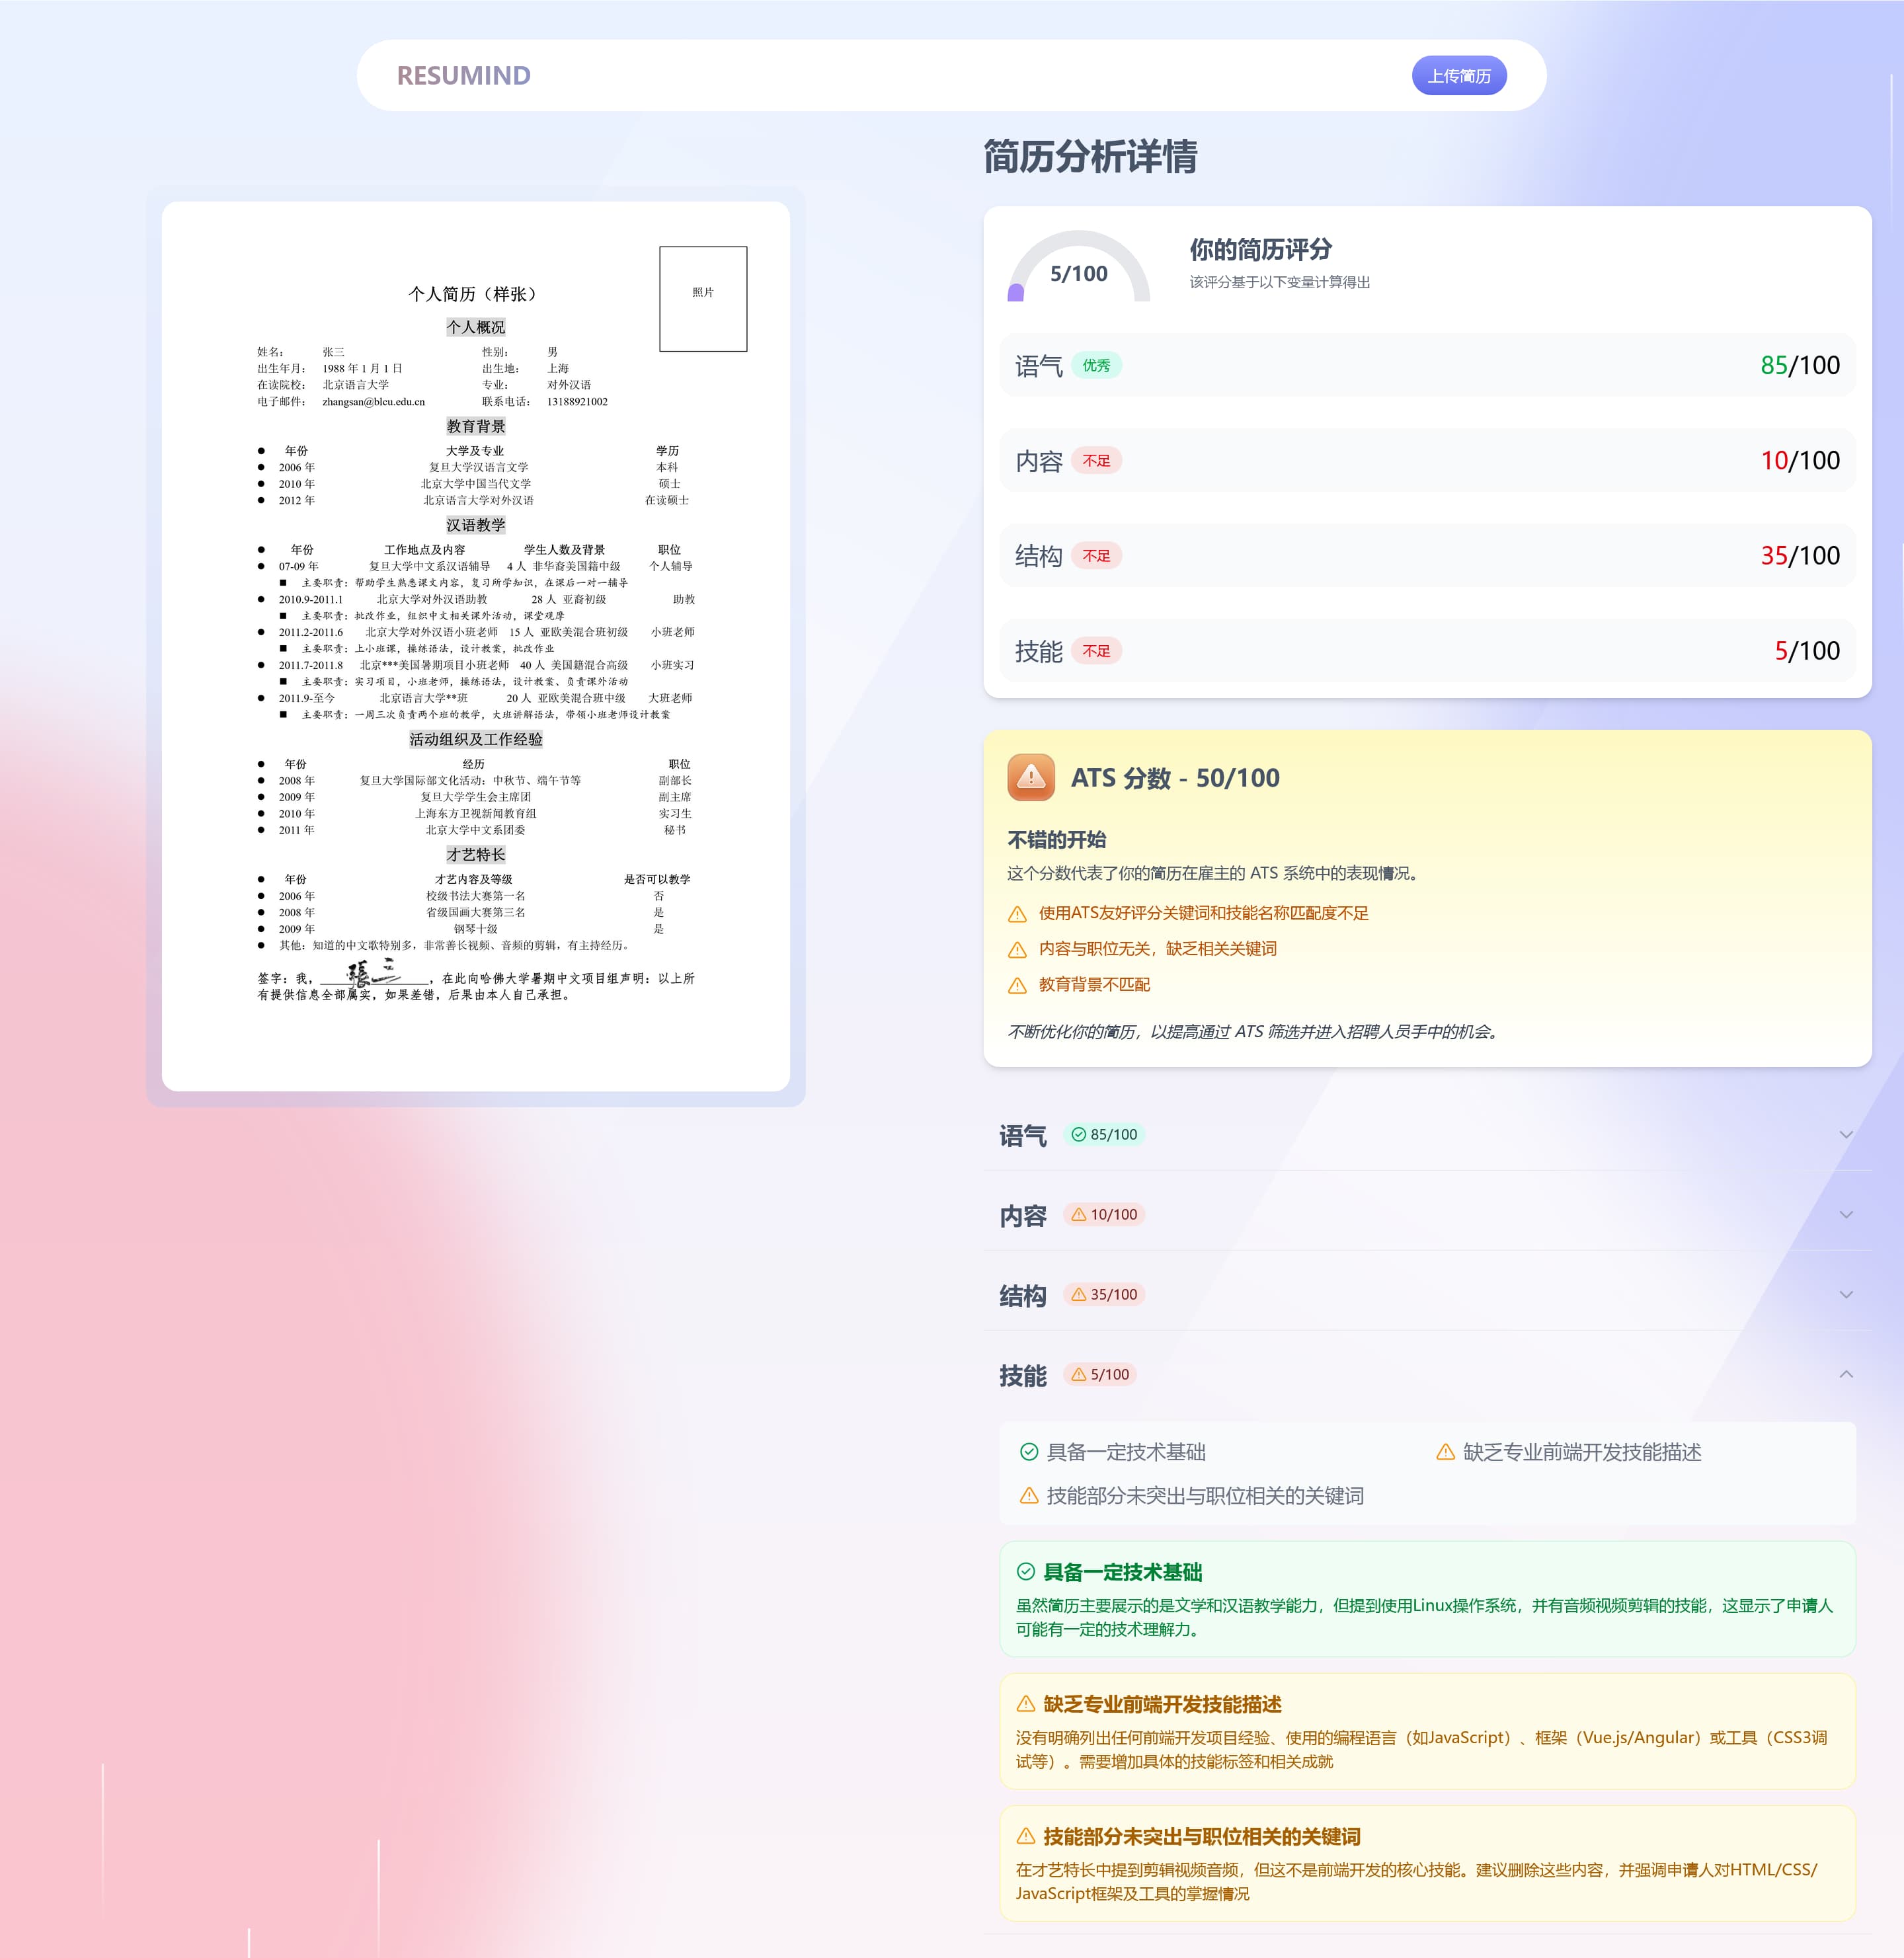 RESUMIND
上传简历
个人简历（样张）
照片
个人概况
姓名： 张三 性别： 男
出生年月： 1988 年 1 月 1 日 出生地： 上海
在读院校： 北京语言大学 专业： 对外汉语
电子邮件： zhangsan@blcu.edu.cn 联系电话： 13188921002
教育背景
● 年份 大学及专业 学历
● 2006 年 复旦大学汉语言文学 本科
● 2010 年 北京大学中国当代文学 硕士
● 2012 年 北京语言大学对外汉语 在读硕士
汉语教学
● 年份 工作地点及内容 学生人数及背景 职位
● 07-09 年 复旦大学中文系汉语辅导 4 人 非华裔美国籍中级 个人辅导
■ 主要职责：帮助学生熟悉课文内容，复习所学知识，在课后一对一辅导
● 2010.9-2011.1 北京大学对外汉语助教 28 人 亚裔初级 助教
■ 主要职责：批改作业，组织中文相关课外活动，课堂观摩
● 2011.2-2011.6 北京大学对外汉语小班老师 15 人 亚欧美混合班初级 小班老师
■ 主要职责：上小班课，操练语法，设计教案，批改作业
● 2011.7-2011.8 北京***美国暑期项目小班老师 40 人 美国籍混合高级 小班实习
■ 主要职责：实习项目，小班老师，操练语法，设计教案、负责课外活动
● 2011.9-至今 北京语言大学**班 20 人 亚欧美混合班中级 大班老师
■ 主要职责：一周三次负责两个班的教学，大班讲解语法，带领小班老师设计教案
活动组织及工作经验
● 年份 经历 职位
● 2008 年 复旦大学国际部文化活动：中秋节、端午节等 副部长
● 2009 年 复旦大学学生会主席团 副主席
● 2010 年 上海东方卫视新闻教育组 实习生
● 2011 年 北京大学中文系团委 秘书
才艺特长
● 年份 才艺内容及等级 是否可以教学
● 2006 年 校级书法大赛第一名 否
● 2008 年 省级国画大赛第三名 是
● 2009 年 钢琴十级 是
● 其他：知道的中文歌特别多，非常善长视频、音频的剪辑，有主持经历。
签字：我，張三，在此向哈佛大学暑期中文项目组声明：以上所
有提供信息全部属实，如果差错，后果由本人自己承担。
简历分析详情
5/100
你的简历评分
该评分基于以下变量计算得出
语气 优秀 85/100
内容 不足 10/100
结构 不足 35/100
技能 不足 5/100
ATS 分数 - 50/100
不错的开始
这个分数代表了你的简历在雇主的 ATS 系统中的表现情况。
使用ATS友好评分关键词和技能名称匹配度不足
内容与职位无关，缺乏相关关键词
教育背景不匹配
不断优化你的简历，以提高通过 ATS 筛选并进入招聘人员手中的机会。
语气 85/100
内容 10/100
结构 35/100
技能 5/100
具备一定技术基础 缺乏专业前端开发技能描述
技能部分未突出与职位相关的关键词
具备一定技术基础
虽然简历主要展示的是文学和汉语教学能力，但提到使用Linux操作系统，并有音频视频剪辑的技能，这显示了申请人
可能有一定的技术理解力。
缺乏专业前端开发技能描述
没有明确列出任何前端开发项目经验、使用的编程语言（如JavaScript）、框架（Vue.js/Angular）或工具（CSS3调
试等）。需要增加具体的技能标签和相关成就
技能部分未突出与职位相关的关键词
在才艺特长中提到剪辑视频音频，但这不是前端开发的核心技能。建议删除这些内容，并强调申请人对HTML/CSS/
JavaScript框架及工具的掌握情况